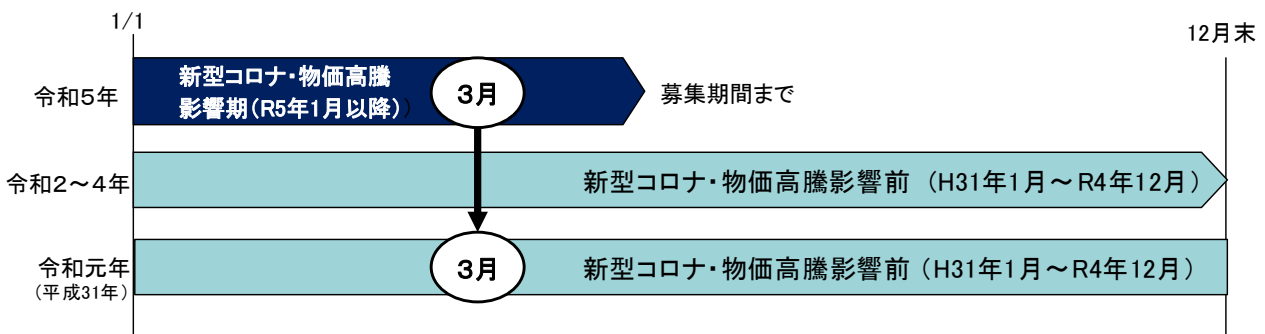 1/1
12月末
令和5年
新型コロナ・物価高騰
影響期(R5年1月以降))
3月
募集期間まで
令和2～4年
新型コロナ・物価高騰影響前 (H31年1月～R4年12月)
令和元年
(平成31年)
3月
新型コロナ・物価高騰影響前 (H31年1月～R4年12月)